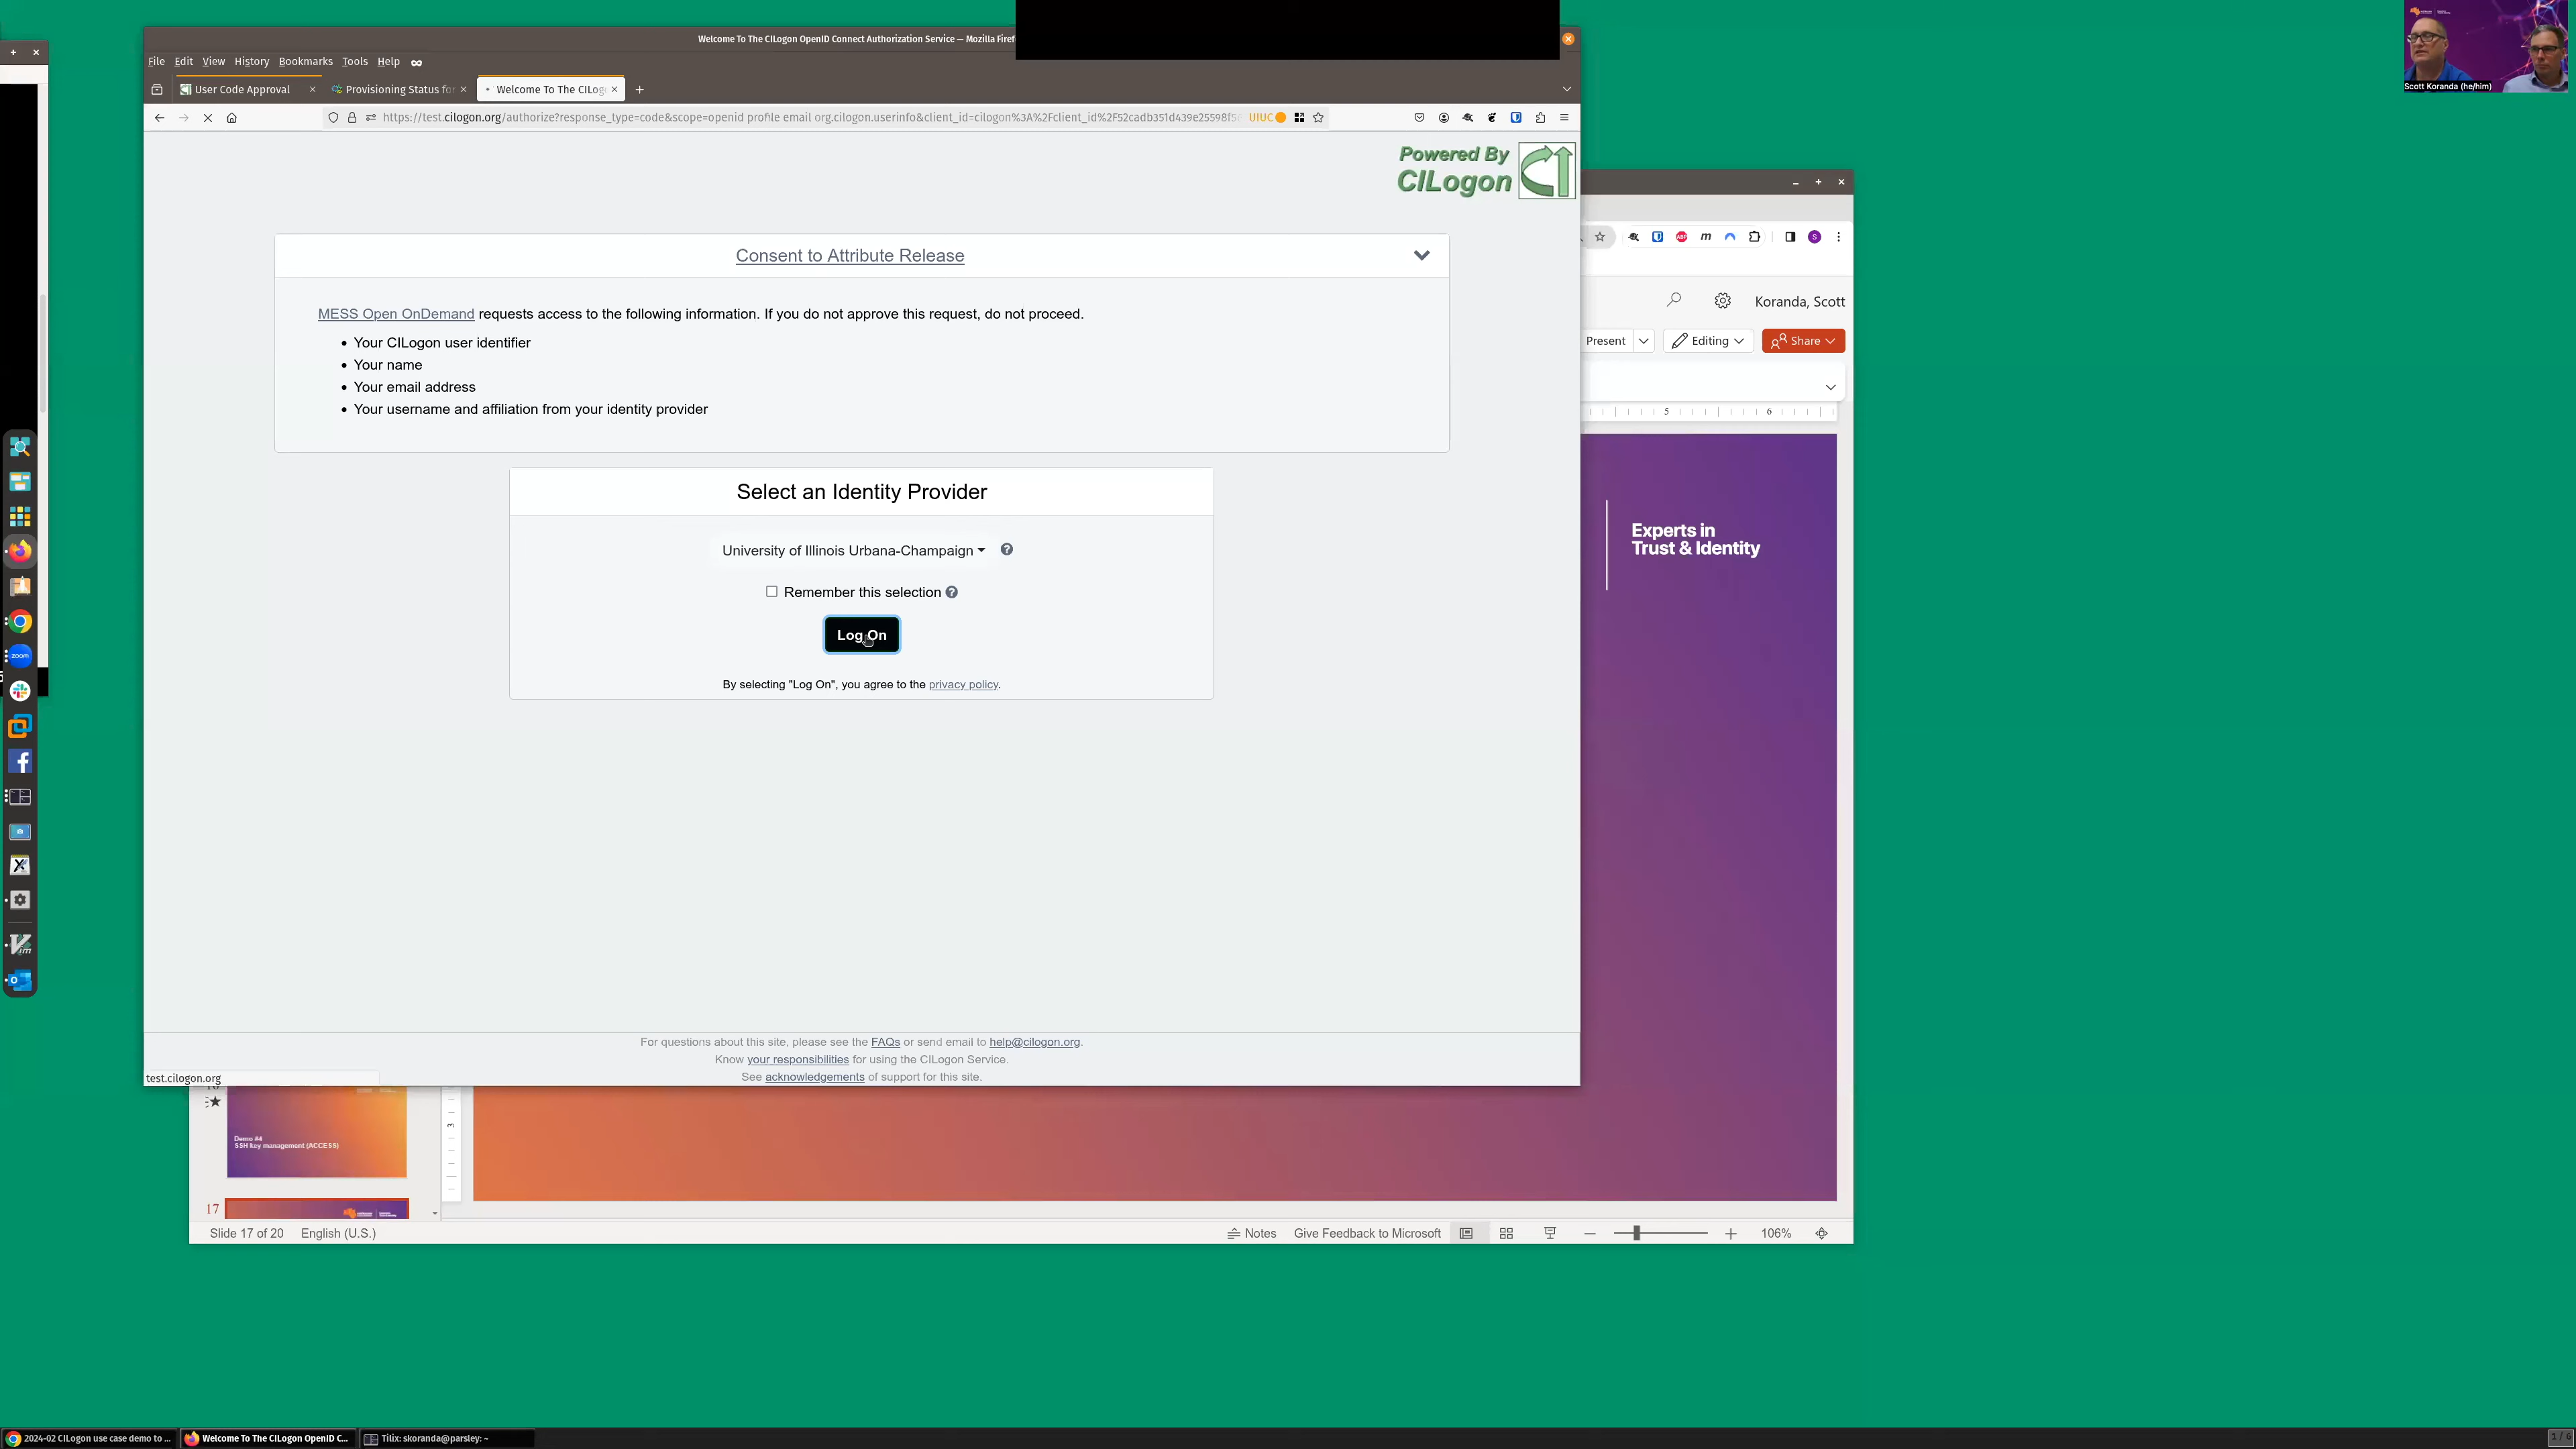 Welcome To The CILogon OpenID Connect Authorization Service — Mozilla Firef
File Edit View History Bookmarks Tools Help
User Code Approval
Provisioning Status for
Welcome To The CILog
https://test.cilogon.org/authorize?response_type=code&scope=openid profile email org.cilogon.userinfo&client_id=cilogon%3A%2Fclient_id%2F52cadb351d439e25598f5
UIUC
Powered By
CILogon
Consent to Attribute Release
MESS Open OnDemand requests access to the following information. If you do not approve this request, do not proceed.
• Your CILogon user identifier
• Your name
• Your email address
• Your username and affiliation from your identity provider
Select an Identity Provider
University of Illinois Urbana-Champaign
Remember this selection
Log On
By selecting "Log On", you agree to the privacy policy.
For questions about this site, please see the FAQs or send email to help@cilogon.org.
Know your responsibilities for using the CILogon Service.
See acknowledgements of support for this site.
test.cilogon.org
Scott Koranda (he/him)
Koranda, Scott
Present
Editing
Share
5 6
Experts in
Trust & Identity
zoom
Demo #4
SSH key management (ACCESS)
3
17
Slide 17 of 20 English (U.S.)
Notes Give Feedback to Microsoft
106%
2024-02 CILogon use case demo to ...
Welcome To The CILogon OpenID C...
Tilix: skoranda@parsley: ~
1 / 6